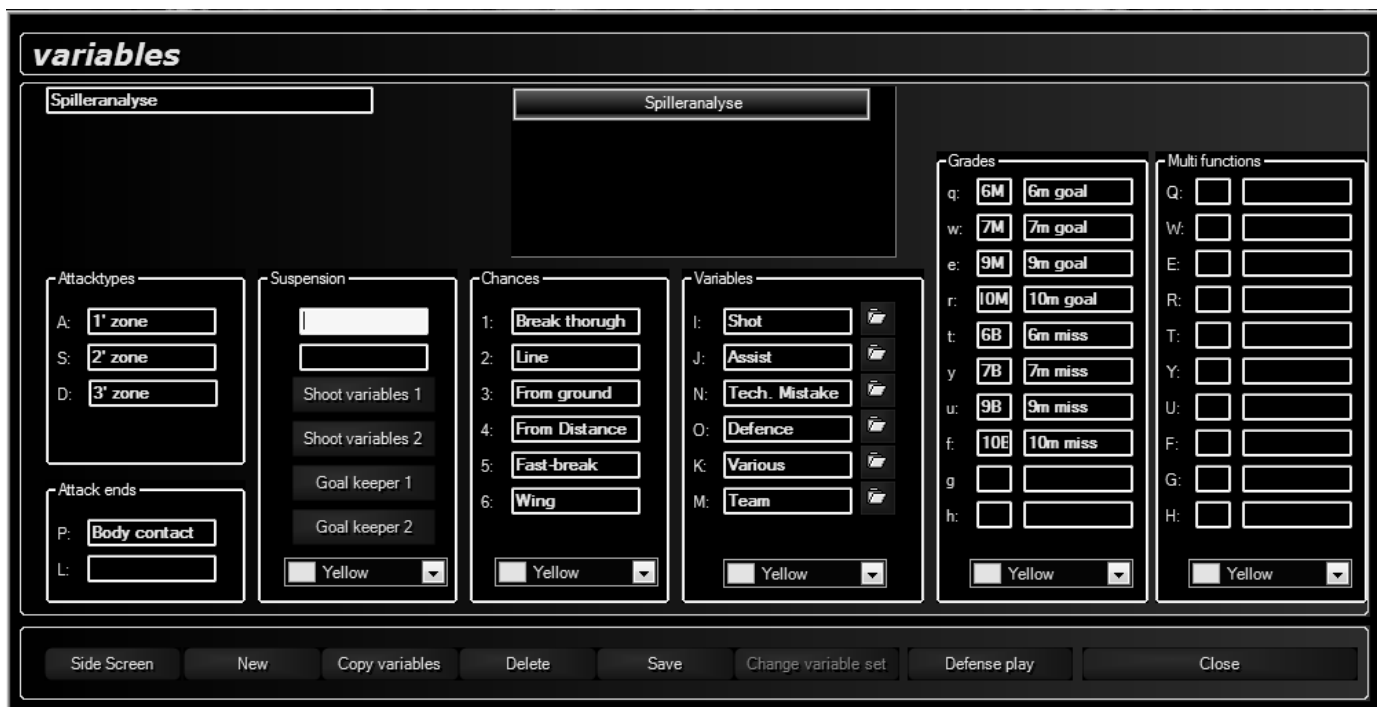 variables
Spilleranalyse
Spilleranalyse
Attacktypes
A: 1' zone
S: 2' zone
D: 3' zone
Attack ends
P: Body contact
L:
Suspension
Shoot variables 1
Shoot variables 2
Goal keeper 1
Goal keeper 2
Yellow
Chances
1: Break thorugh
2: Line
3: From ground
4: From Distance
5: Fast-break
6: Wing
Yellow
Variables
I: Shot
J: Assist
N: Tech. Mistake
O: Defence
K: Various
M: Team
Yellow
Grades
q: 6M 6m goal
w: 7M 7m goal
e: 9M 9m goal
r: 10M 10m goal
t: 6B 6m miss
y 7B 7m miss
u: 9B 9m miss
f: 10B 10m miss
g
h:
Yellow
Multi functions
Q:
W:
E:
R:
T:
Y:
U:
F:
G:
H:
Yellow
Side Screen New Copy variables Delete Save Change variable set Defense play Close